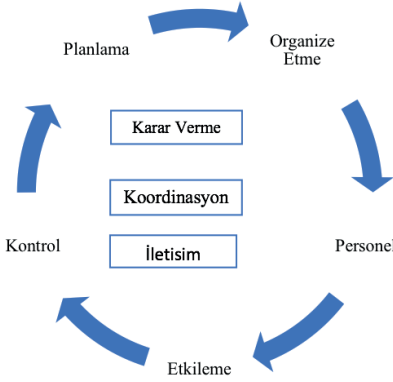 Planlama
Organize
Etme
Karar Verme
Koordinasyon
İletisim
Kontrol
Personel
Etkileme